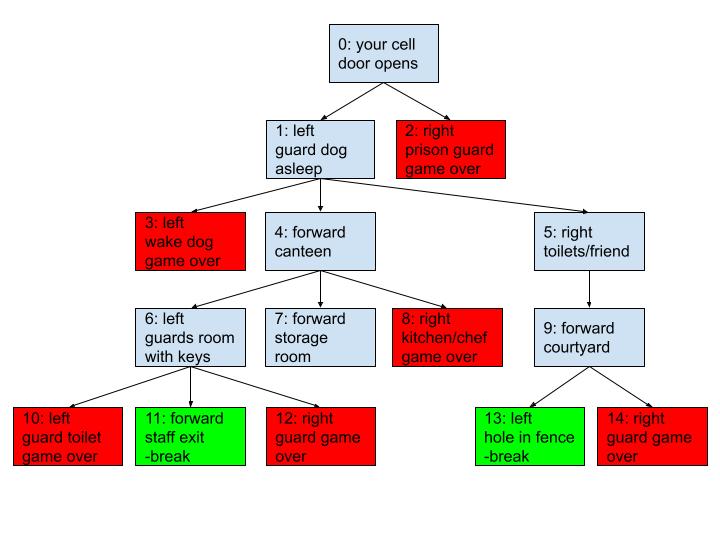 0: your cell
door opens
1: left
guard dog
asleep
2: right
prison guard
game over
3: left
wake dog
game over
4: forward
canteen
5: right
toilets/friend
6: left
guards room
with keys
7: forward
storage
room
8: right
kitchen/chef
game over
9: forward
courtyard
10: left
guard toilet
game over
11: forward
staff exit
-break
12: right
guard game
over
13: left
hole in fence
-break
14: right
guard game
over